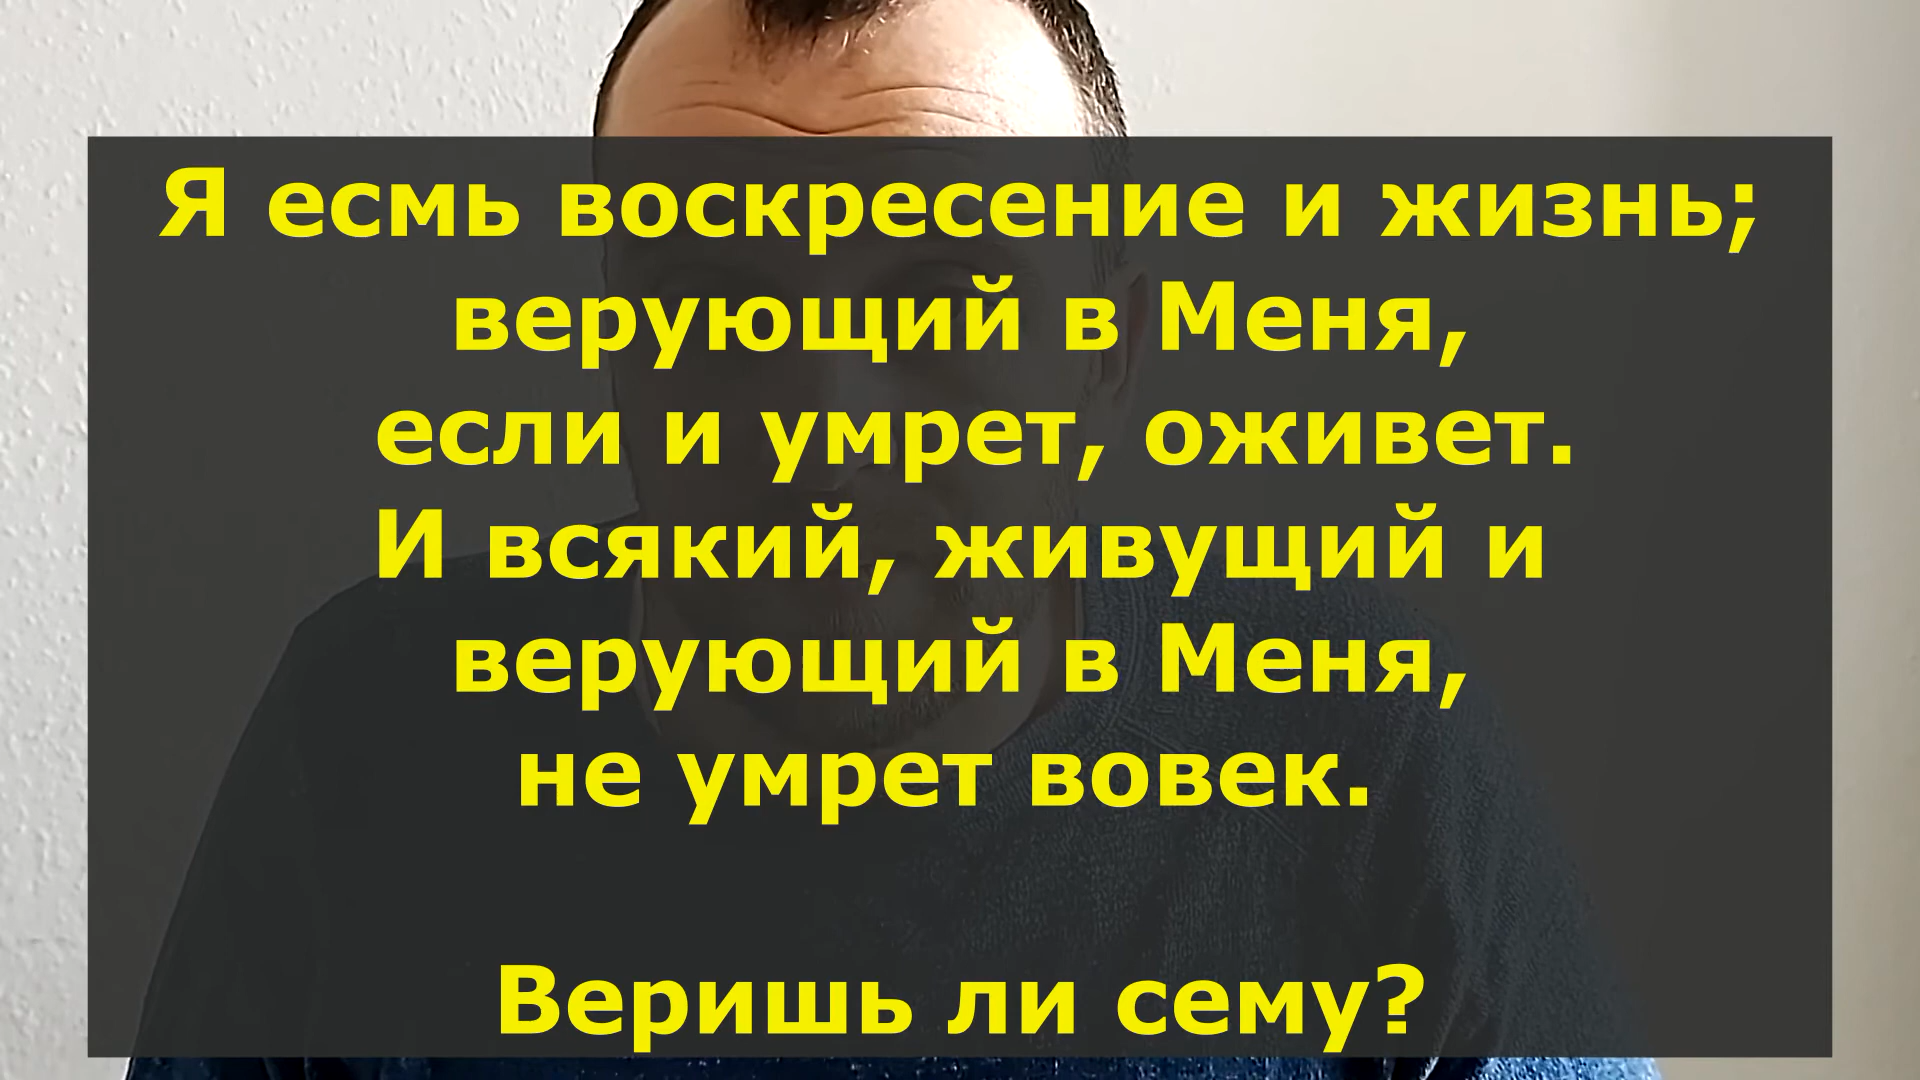 Я есмь воскресение и жизнь;
верующий в Меня,
если и умрет, оживет.
И всякий, живущий и
верующий в Меня,
не умрет вовек.
Веришь ли сему?